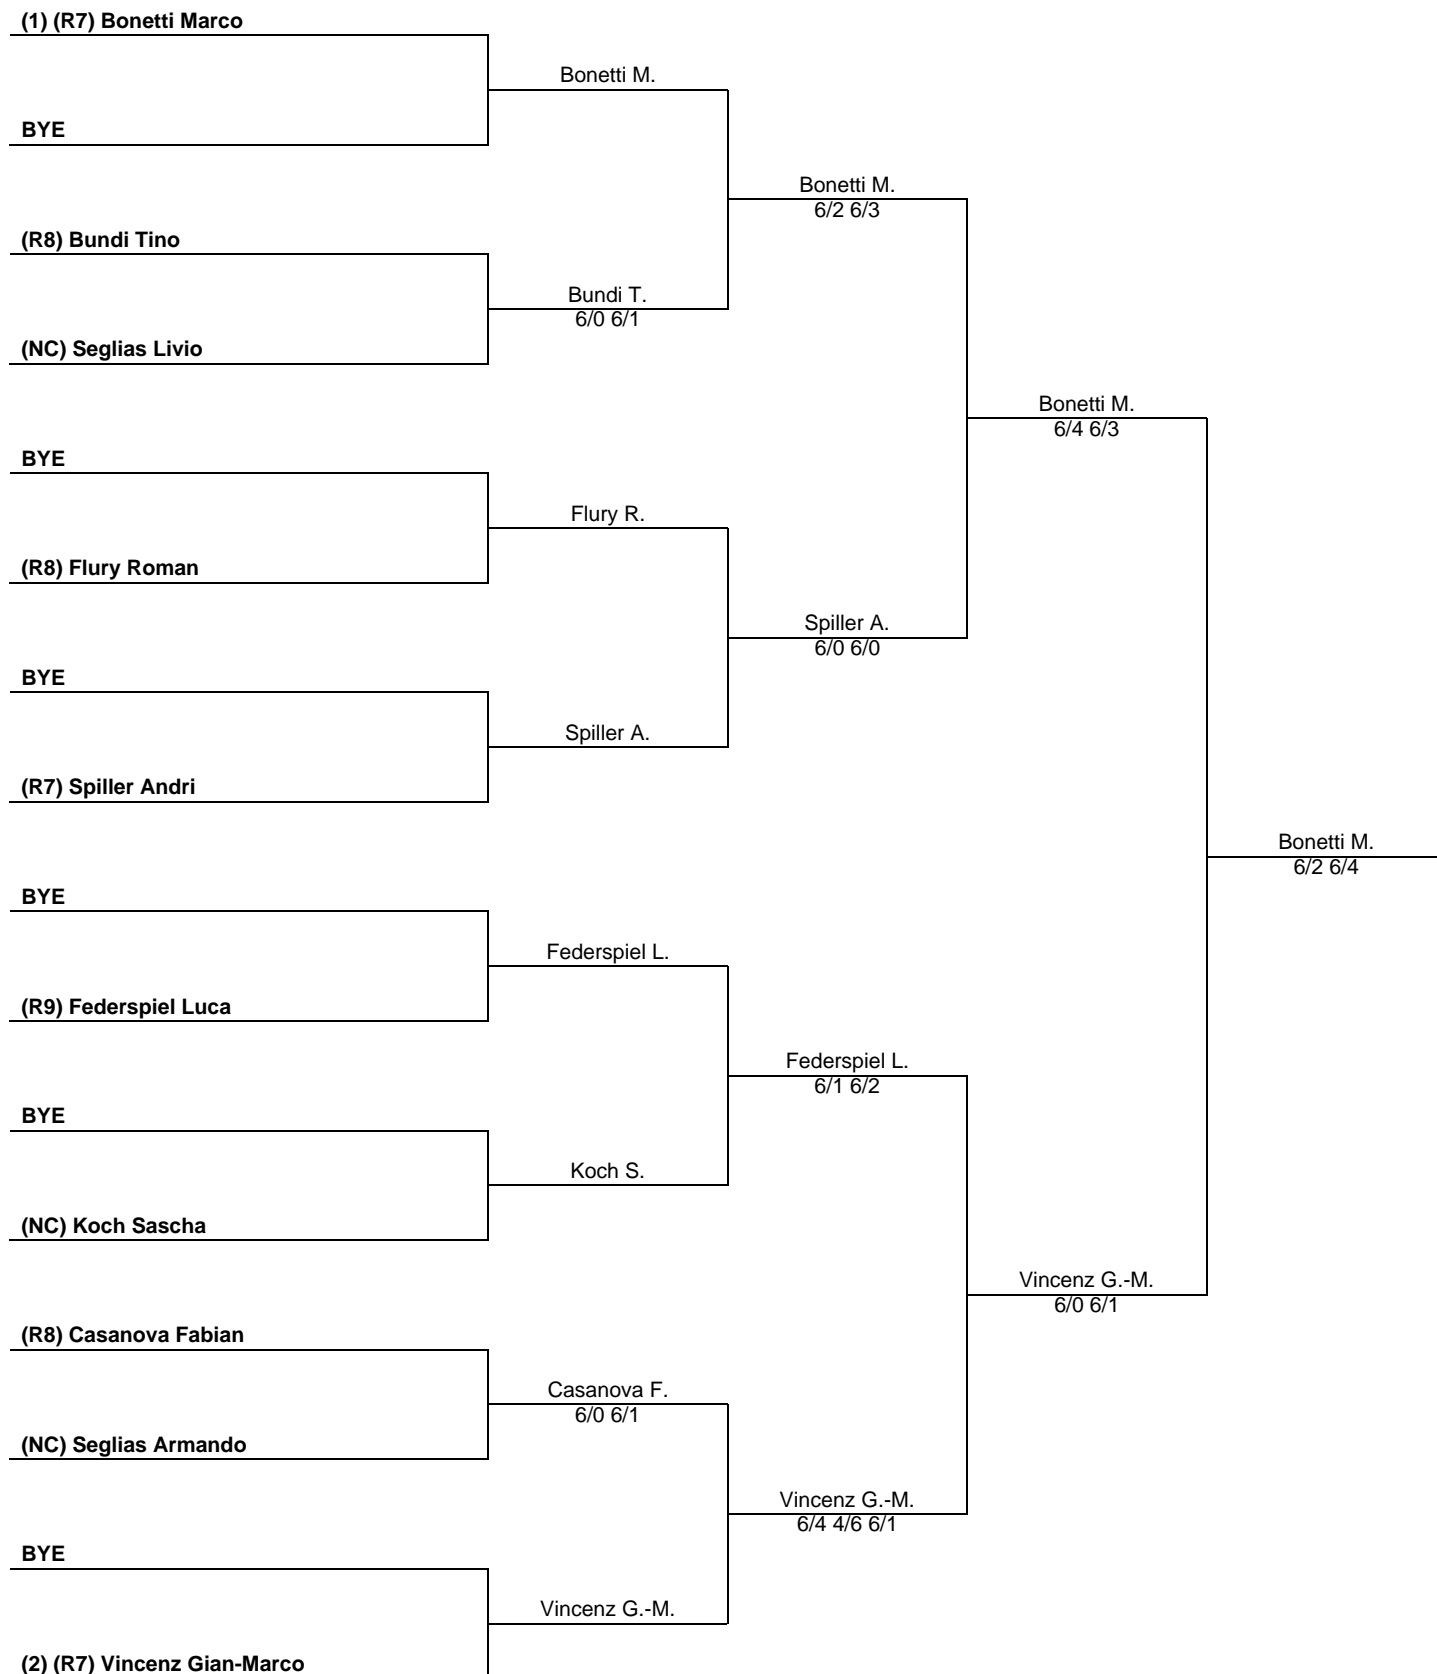 (1) (R7) Bonetti Marco
Bonetti M.
BYE
Bonetti M.
6/2 6/3
(R8) Bundi Tino
Bundi T.
6/0 6/1
(NC) Seglias Livio
Bonetti M.
6/4 6/3
BYE
Flury R.
(R8) Flury Roman
Spiller A.
6/0 6/0
BYE
Spiller A.
(R7) Spiller Andri
Bonetti M.
6/2 6/4
BYE
Federspiel L.
(R9) Federspiel Luca
Federspiel L.
6/1 6/2
BYE
Koch S.
(NC) Koch Sascha
Vincenz G.-M.
6/0 6/1
(R8) Casanova Fabian
Casanova F.
6/0 6/1
(NC) Seglias Armando
Vincenz G.-M.
6/4 4/6 6/1
BYE
Vincenz G.-M.
(2) (R7) Vincenz Gian-Marco